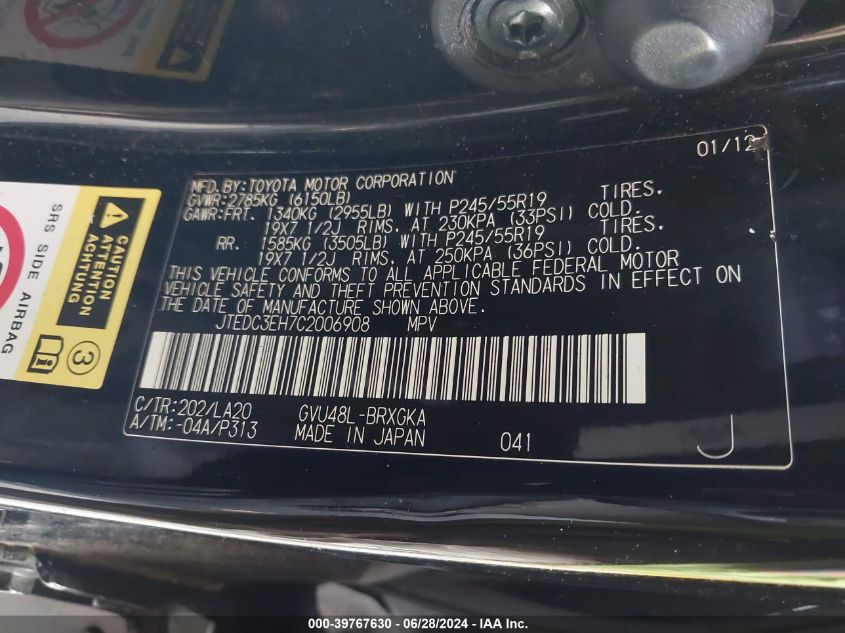 01/12
MFD.BY:TOYOTA MOTOR CORPORATION
GVWR:2785KG (6150LB)
GAWR:FRT. 1340KG (2955LB) WITH P245/55R19 TIRES.
19X7 1/2J RIMS. AT 230KPA (33PSI) COLD.
RR. 1585KG (3505LB) WITH P245/55R19 TIRES.
19X7 1/2J RIMS. AT 250KPA (36PSI) COLD.
THIS VEHICLE CONFORMS TO ALL APPLICABLE FEDERAL MOTOR
VEHICLE SAFETY AND THEFT PREVENTION STANDARDS IN EFFECT ON
THE DATE OF MANUFACTURE SHOWN ABOVE.
JTEDC3EH7C2006908 MPV
C/TR:202/LA20 GVU48L-BRXGKA
A/TM:-04A/P313 MADE IN JAPAN 041 J
SRS SIDE AIRBAG
CAUTION
ATTENTION
ACHTUNG
3
000-39767630 - 06/28/2024 - IAA Inc.